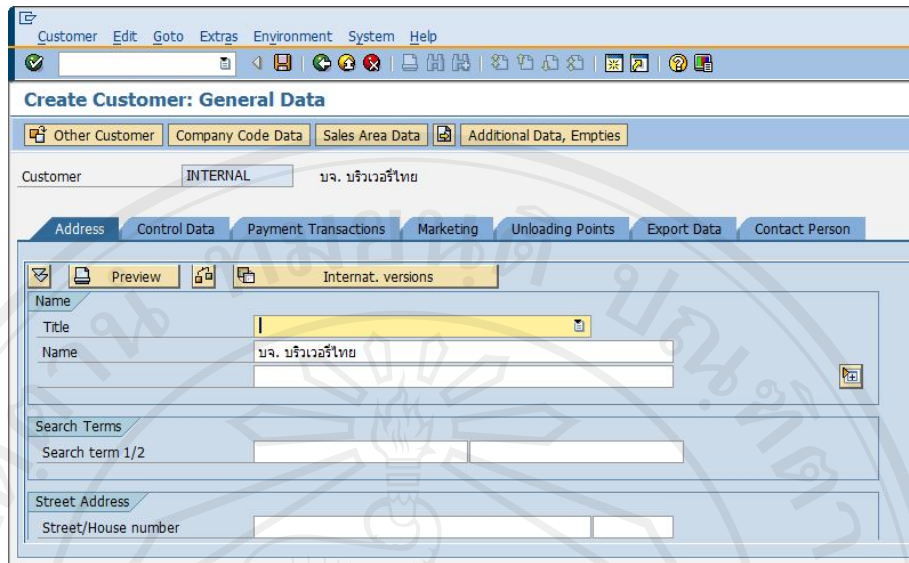 Customer Edit Goto Extras Environment System Help
Create Customer: General Data
Other Customer Company Code Data Sales Area Data Additional Data, Empties
Customer INTERNAL บจ. บริวเวอรี่ไทย
Address Control Data Payment Transactions Marketing Unloading Points Export Data Contact Person
Preview Internat. versions
Name
Title
Name บจ. บริวเวอรี่ไทย
Search Terms
Search term 1/2
Street Address
Street/House number